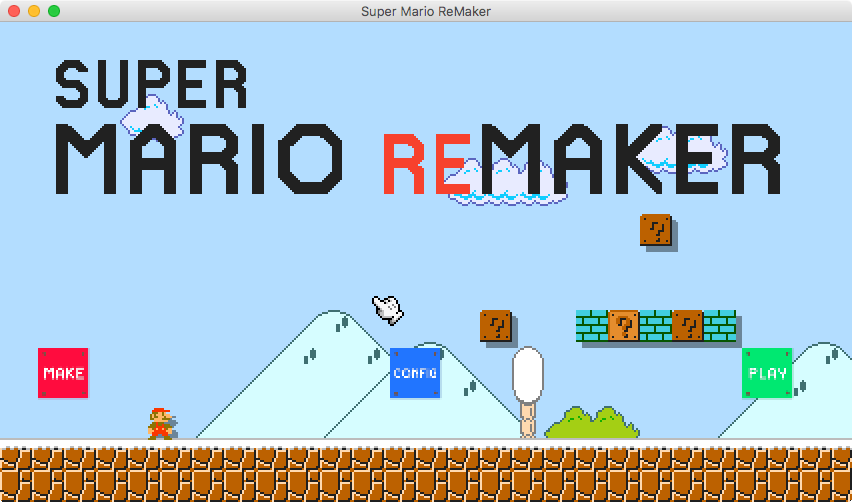 Super Mario ReMaker
SUPER
MARIO REMAKER
?
?
?
?
MAKE
CONFIG
PLAY